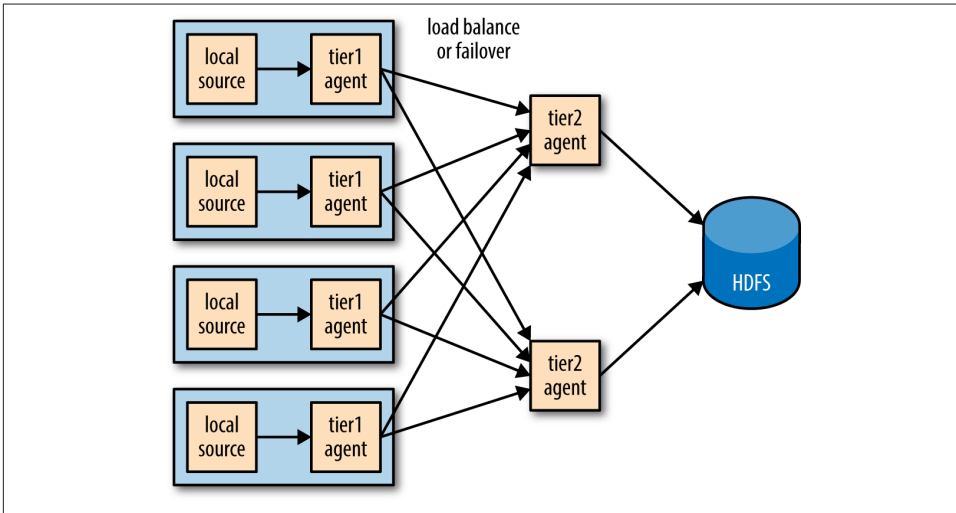 load balance
or failover
local
source
tier1
agent
local
source
tier1
agent
local
source
tier1
agent
local
source
tier1
agent
tier2
agent
tier2
agent
HDFS